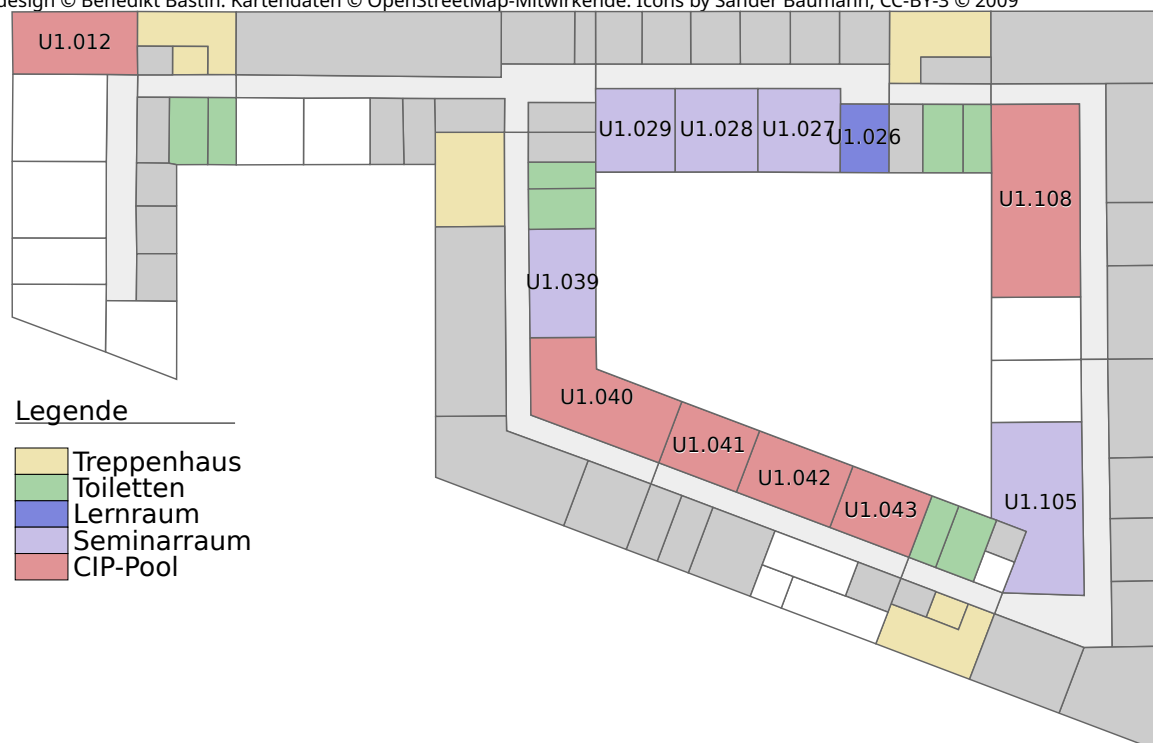 design © Benedikt Bastin. Kartendaten © OpenStreetMap-Mitwirkende. Icons by Sander Baumann, CC-BY-3 © 2009
U1.012
U1.029
U1.028
U1.027
U1.026
U1.108
U1.039
U1.040
U1.041
U1.042
U1.043
U1.105
Legende
Treppenhaus
Toiletten
Lernraum
Seminarraum
CIP-Pool